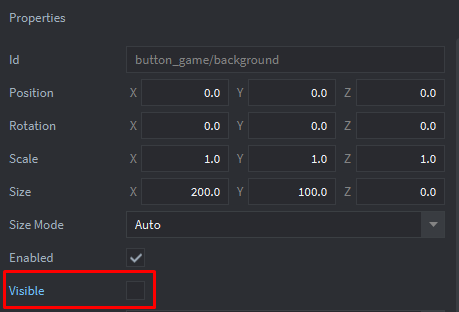 Properties
Id button_game/background
Position X 0.0 Y 0.0 Z 0.0
Rotation X 0.0 Y 0.0 Z 0.0
Scale X 1.0 Y 1.0 Z 1.0
Size X 200.0 Y 100.0 Z 0.0
Size Mode Auto
Enabled
Visible